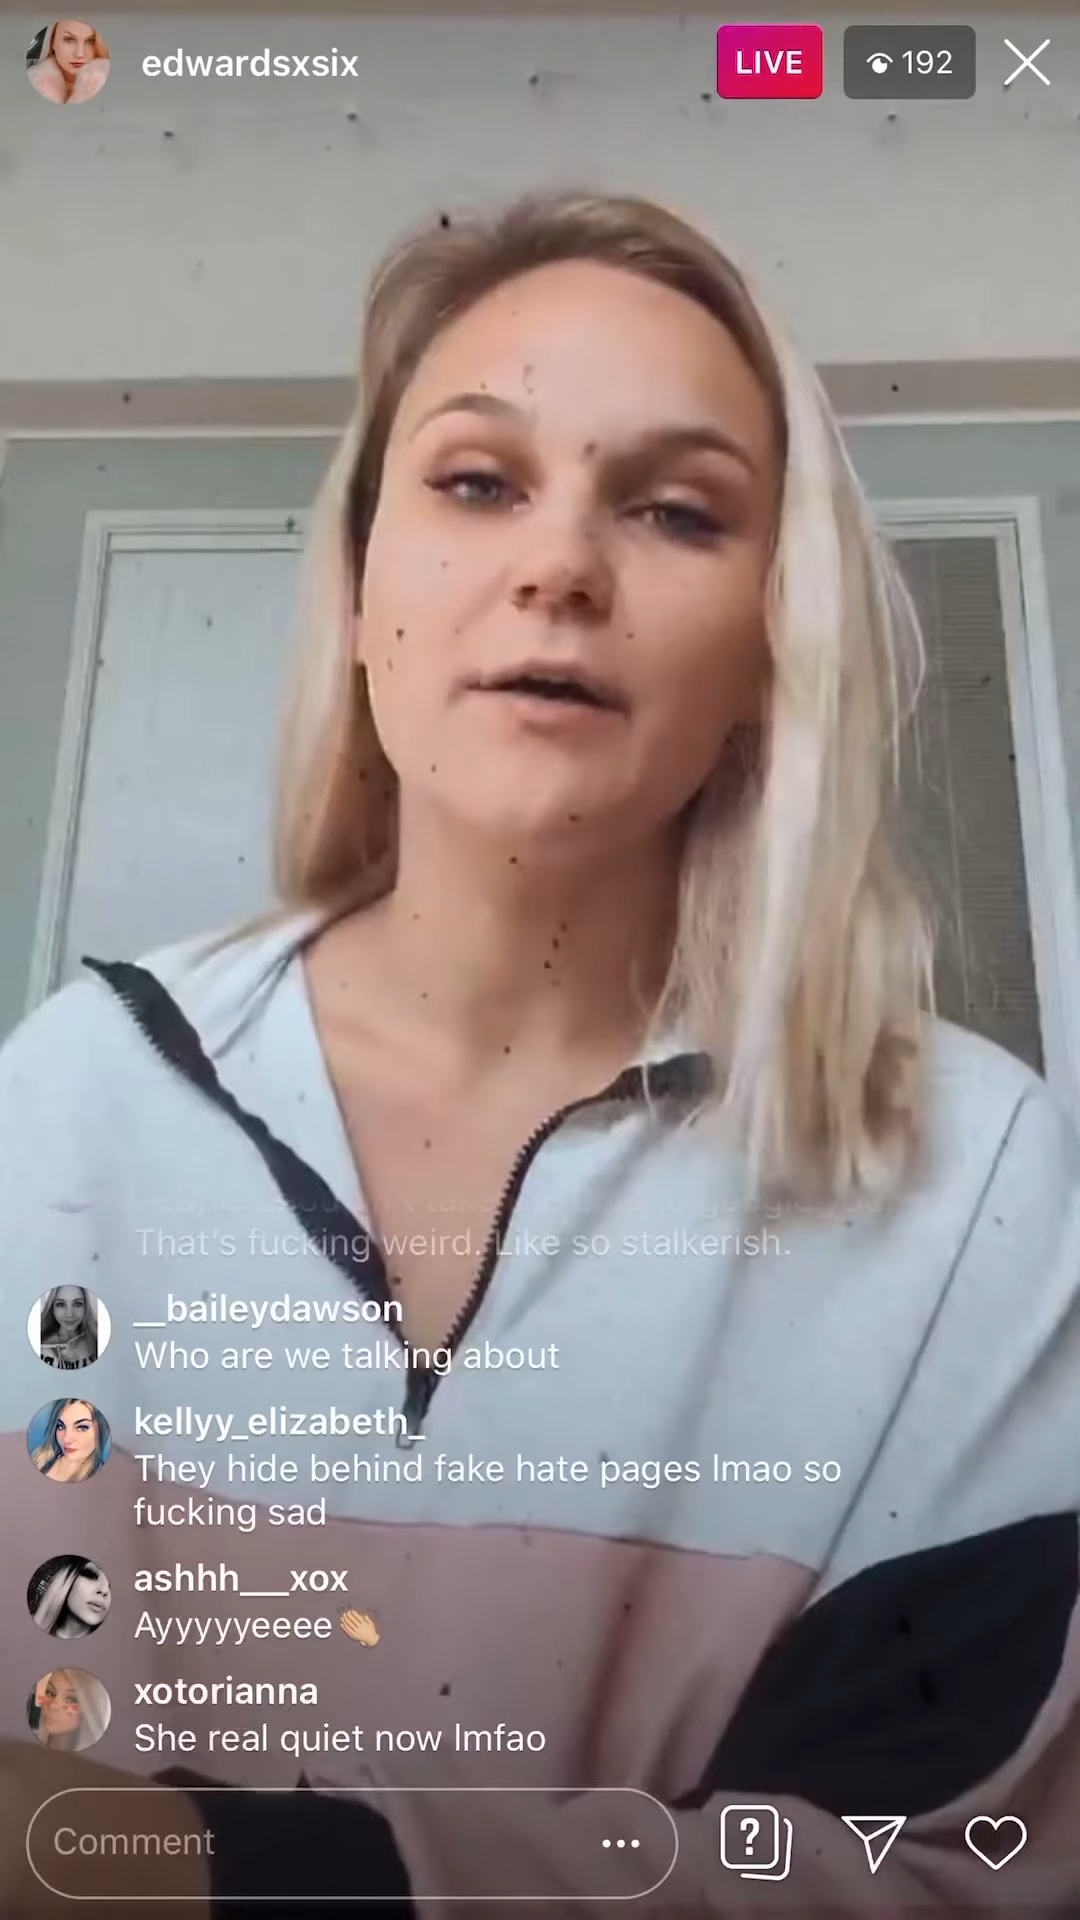 edwardsxsix
LIVE
192
That's fucking weird. Like so stalkerish.
__baileydawson
Who are we talking about
kellyy_elizabeth_
They hide behind fake hate pages lmao so
fucking sad
ashhh___xox
Ayyyyyeeee👏🏼
xotorianna
She real quiet now lmfao
Comment